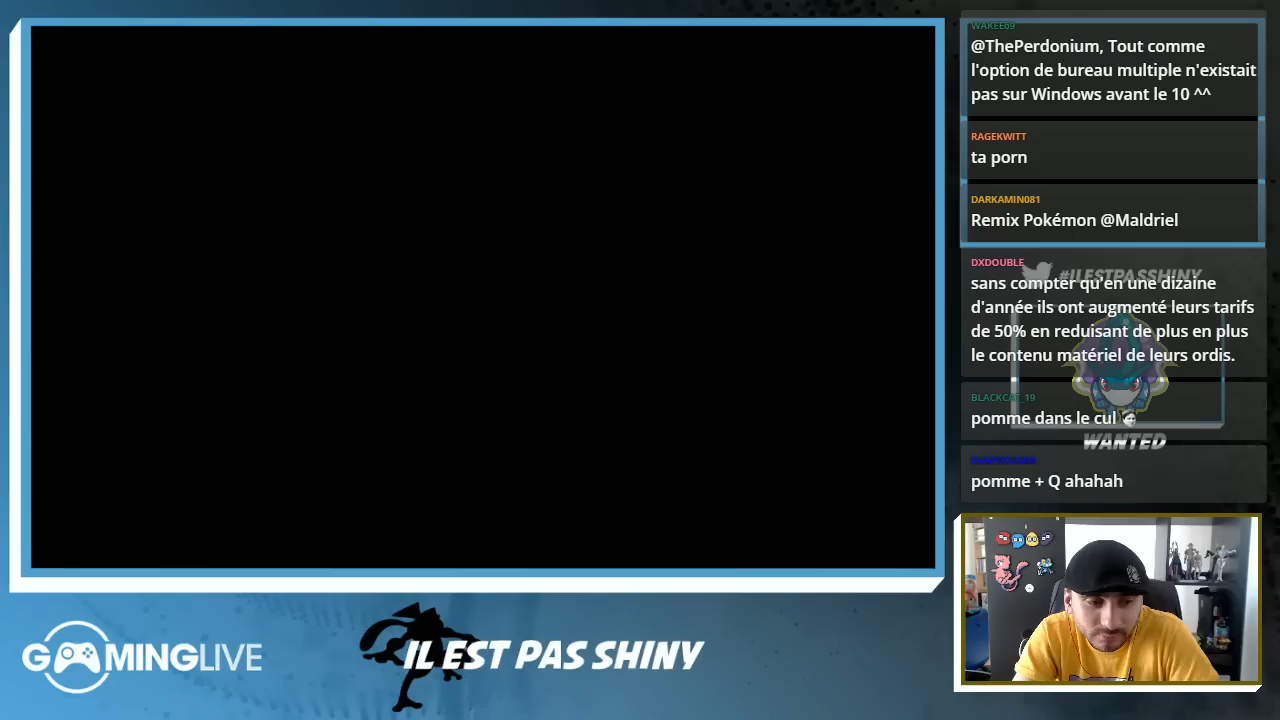 WAKEE69
@ThePerdonium, Tout comme
l'option de bureau multiple n'existait
pas sur Windows avant le 10 ^^
RAGEKWITT
ta porn
DARKAMIN081
Remix Pokémon @Maldriel
DXDOUBLE
#ILESTPASSHINY
sans compter qu'en une dizaine
d'année ils ont augmenté leurs tarifs
de 50% en reduisant de plus en plus
le contenu matériel de leurs ordis.
BLACKCAT_19
pomme dans le cul
WANTED
pomme + Q ahahah
GAMINGLIVE
IL EST PAS SHINY